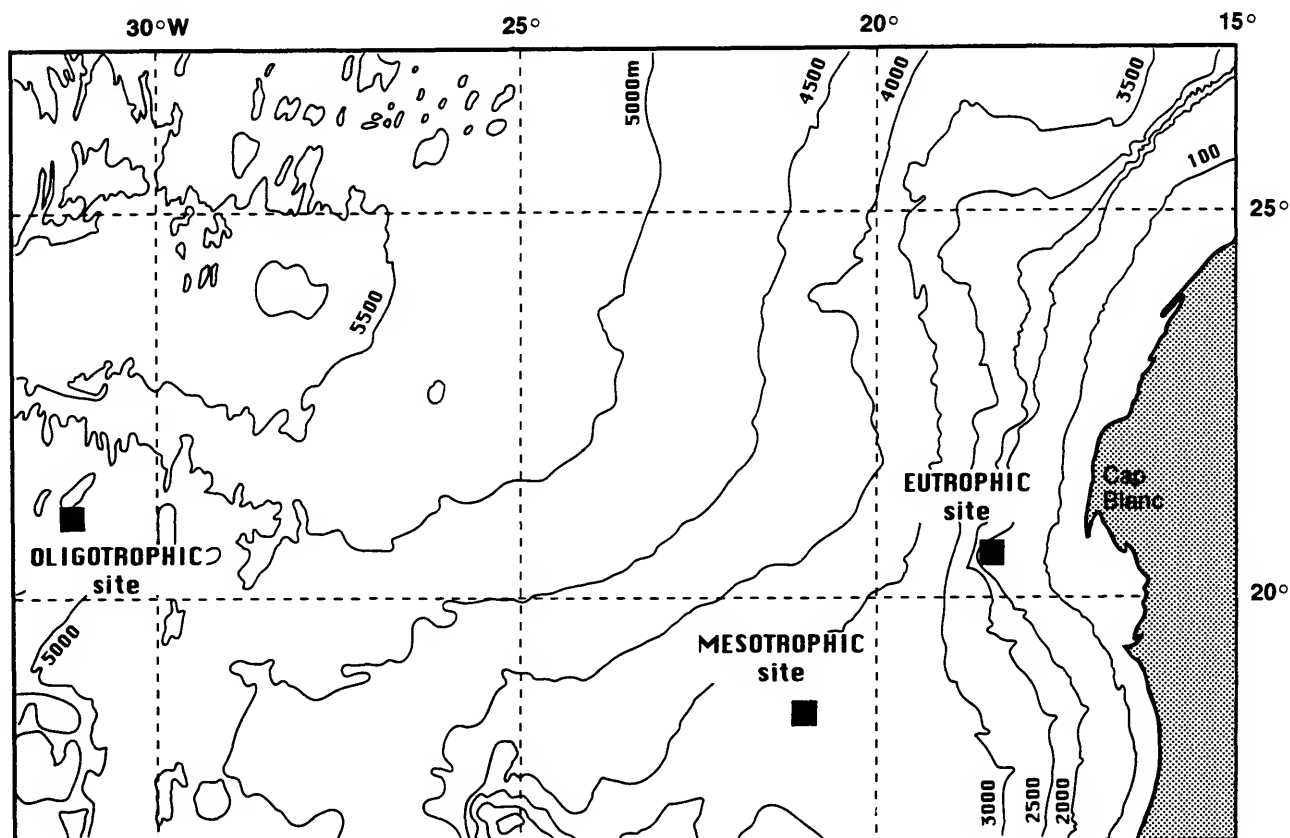 30°W
25°
20°
15°
5000m
4500
4000
3500
100
25°
5500
EUTROPHIC
site
Cap
Blanc
OLIGOTROPHIC
site
20°
5000
MESOTROPHIC
site
3000
2500
2000